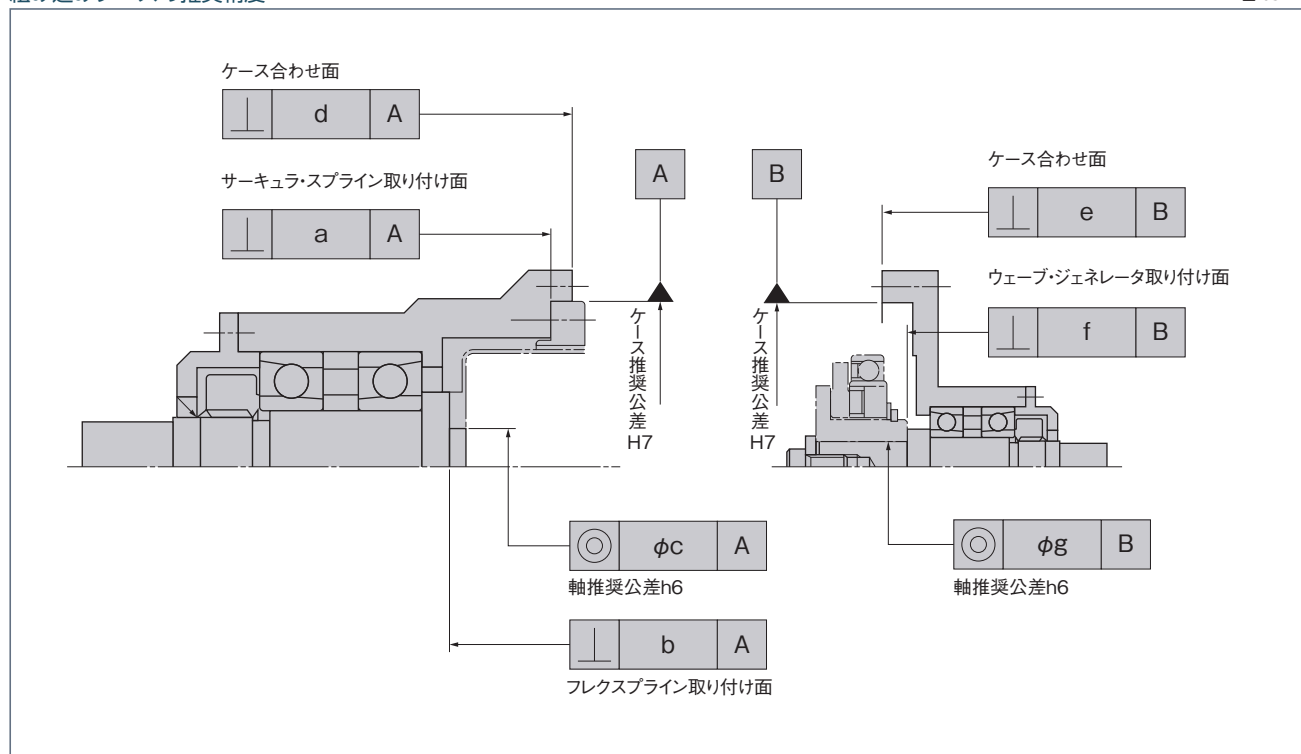 ケース合わせ面
⊥ d A
サーキュラ・スプライン取り付け面
⊥ a A
A
B
ケース推奨公差
H7
ケース推奨公差
H7
ケース合わせ面
⊥ e B
ウェーブ・ジェネレータ取り付け面
⊥ f B
◎ φc A
軸推奨公差h6
⊥ b A
フレクスプライン取り付け面
◎ φg B
軸推奨公差h6